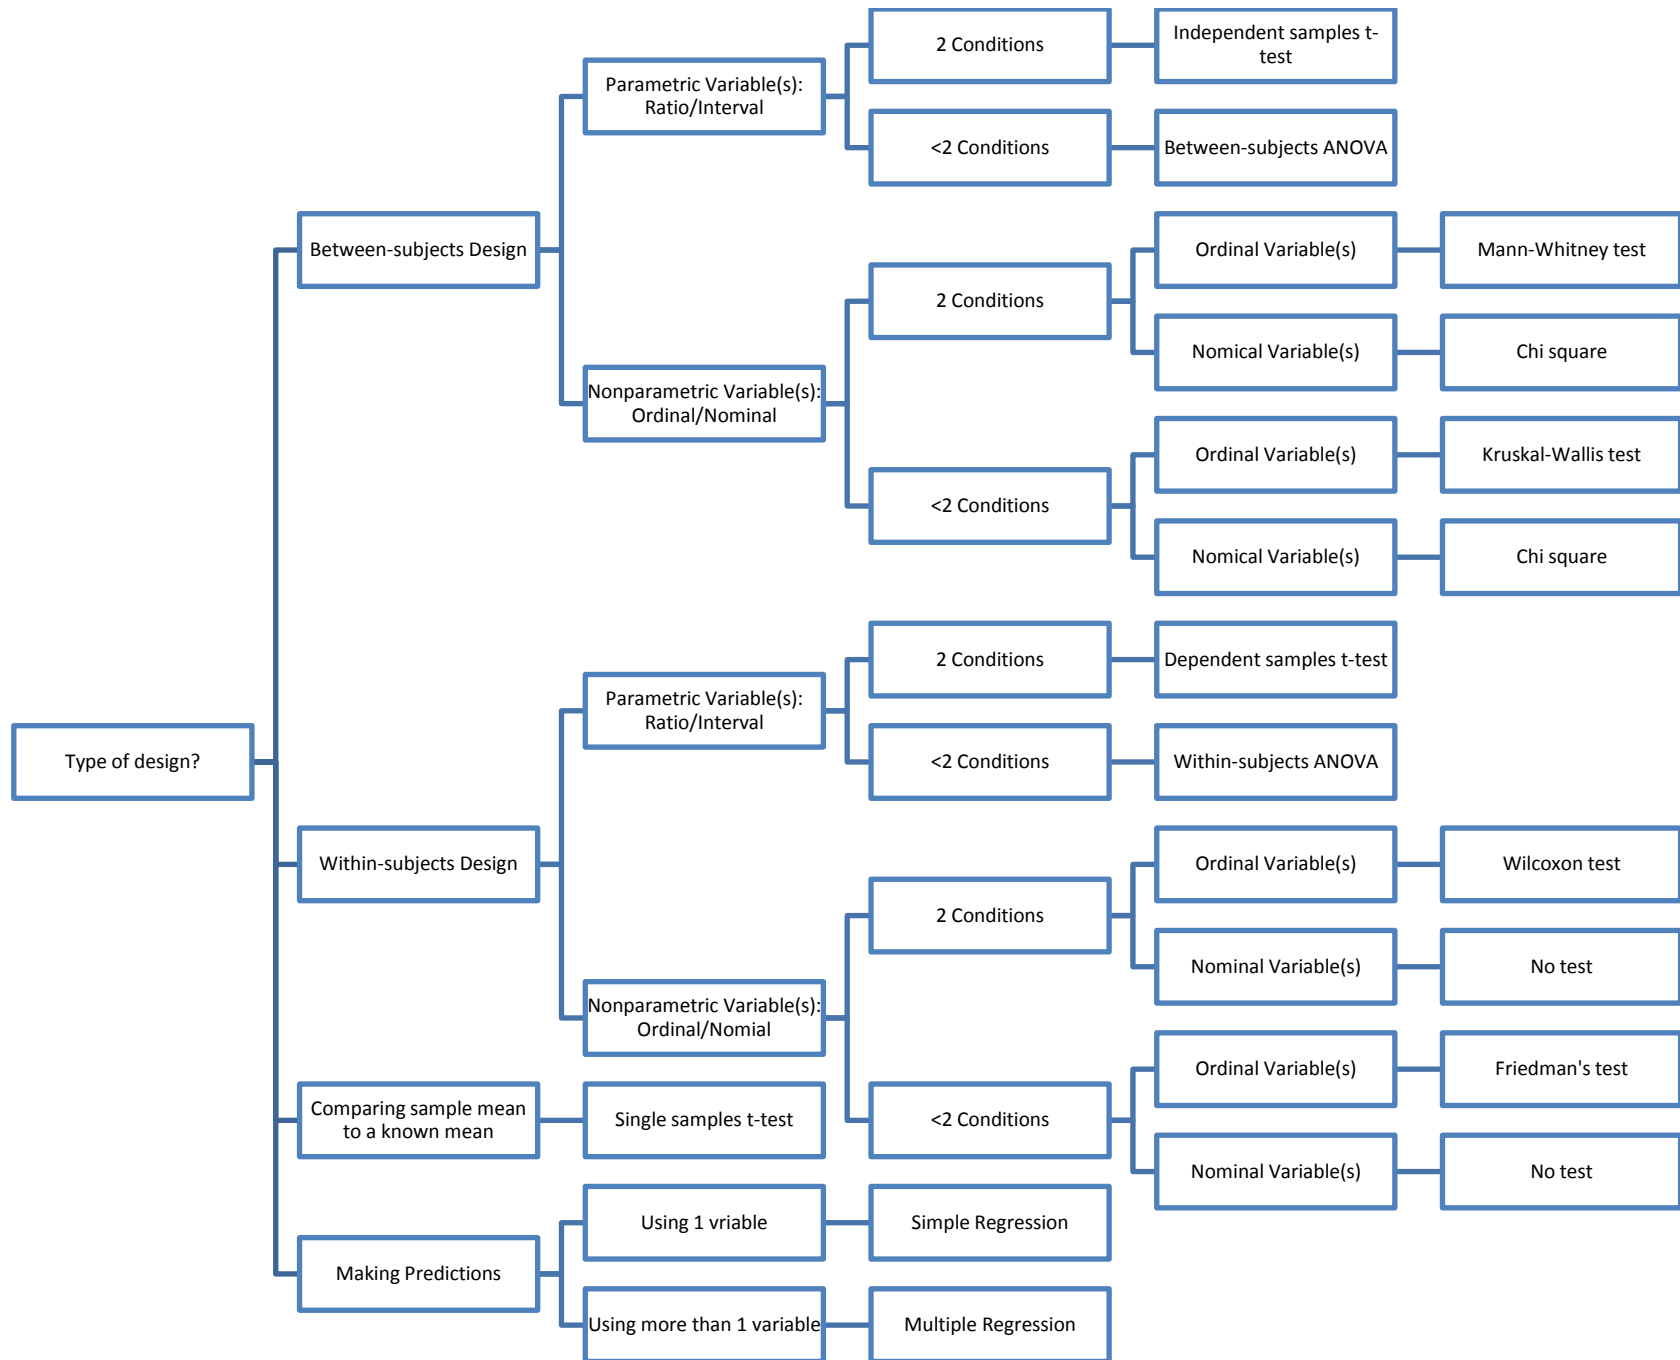 2 Conditions
Independent samples t-
test
Parametric Variable(s):
Ratio/Interval
<2 Conditions
Between-subjects ANOVA
Between-subjects Design
Ordinal Variable(s)
Mann-Whitney test
2 Conditions
Nomical Variable(s)
Chi square
Nonparametric Variable(s):
Ordinal/Nominal
Ordinal Variable(s)
Kruskal-Wallis test
<2 Conditions
Nomical Variable(s)
Chi square
2 Conditions
Dependent samples t-test
Parametric Variable(s):
Ratio/Interval
Type of design?
<2 Conditions
Within-subjects ANOVA
Within-subjects Design
Ordinal Variable(s)
Wilcoxon test
2 Conditions
Nominal Variable(s)
No test
Nonparametric Variable(s):
Ordinal/Nomial
Ordinal Variable(s)
Friedman's test
Comparing sample mean
to a known mean
Single samples t-test
<2 Conditions
Nominal Variable(s)
No test
Using 1 vriable
Simple Regression
Making Predictions
Using more than 1 variable
Multiple Regression